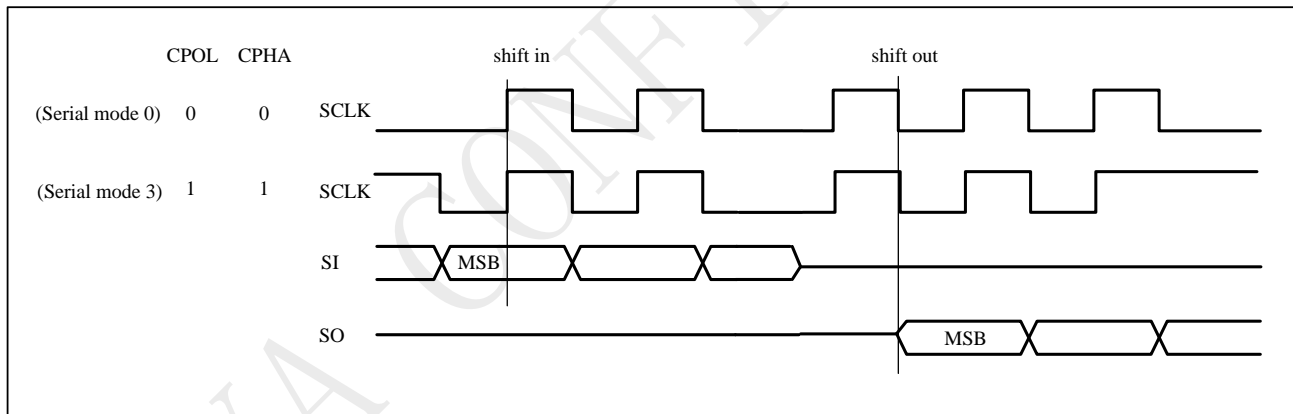 CPOL CPHA shift in shift out
(Serial mode 0) 0 0 SCLK
(Serial mode 3) 1 1 SCLK
SI MSB
SO MSB